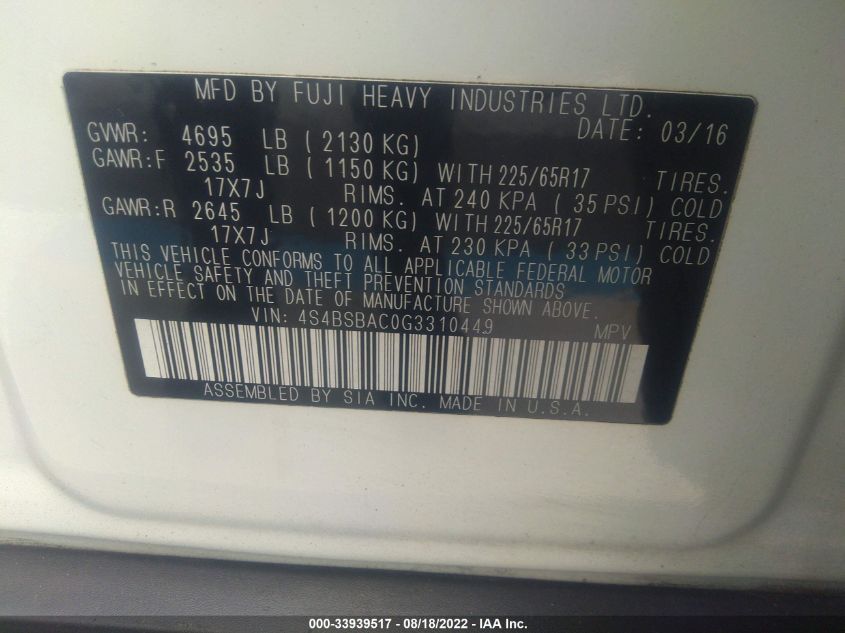 MFD BY FUJI HEAVY INDUSTRIES LTD.
DATE: 03/16
GVWR: 4695 LB ( 2130 KG)
GAWR:F 2535 LB ( 1150 KG) WITH 225/65R17 TIRES.
17X7J RIMS. AT 240 KPA ( 35 PSI) COLD
GAWR:R 2645 LB ( 1200 KG) WITH 225/65R17 TIRES.
17X7J RIMS. AT 230 KPA ( 33 PSI) COLD
THIS VEHICLE CONFORMS TO ALL APPLICABLE FEDERAL MOTOR
VEHICLE SAFETY AND THEFT PREVENTION STANDARDS
IN EFFECT ON THE DATE OF MANUFACTURE SHOWN ABOVE.
VIN: 4S4BSBAC0G3310449 MPV
ASSEMBLED BY SIA INC. MADE IN U.S.A.
000-33939517 - 08/18/2022 - IAA Inc.